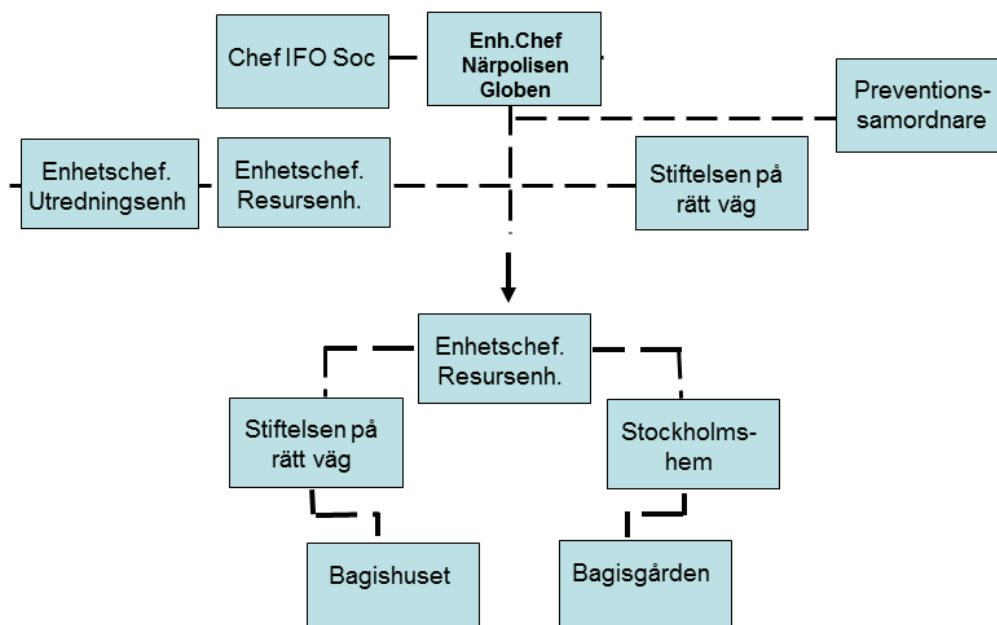 Chef IFO Soc
Enh.Chef
Närpolisen
Globen
Preventions-
samordnare
Enhetschef.
Utredningsenh
Enhetschef.
Resursenh.
Stiftelsen på
rätt väg
Enhetschef.
Resursenh.
Stiftelsen på
rätt väg
Stockholms-
hem
Bagishuset
Bagisgården